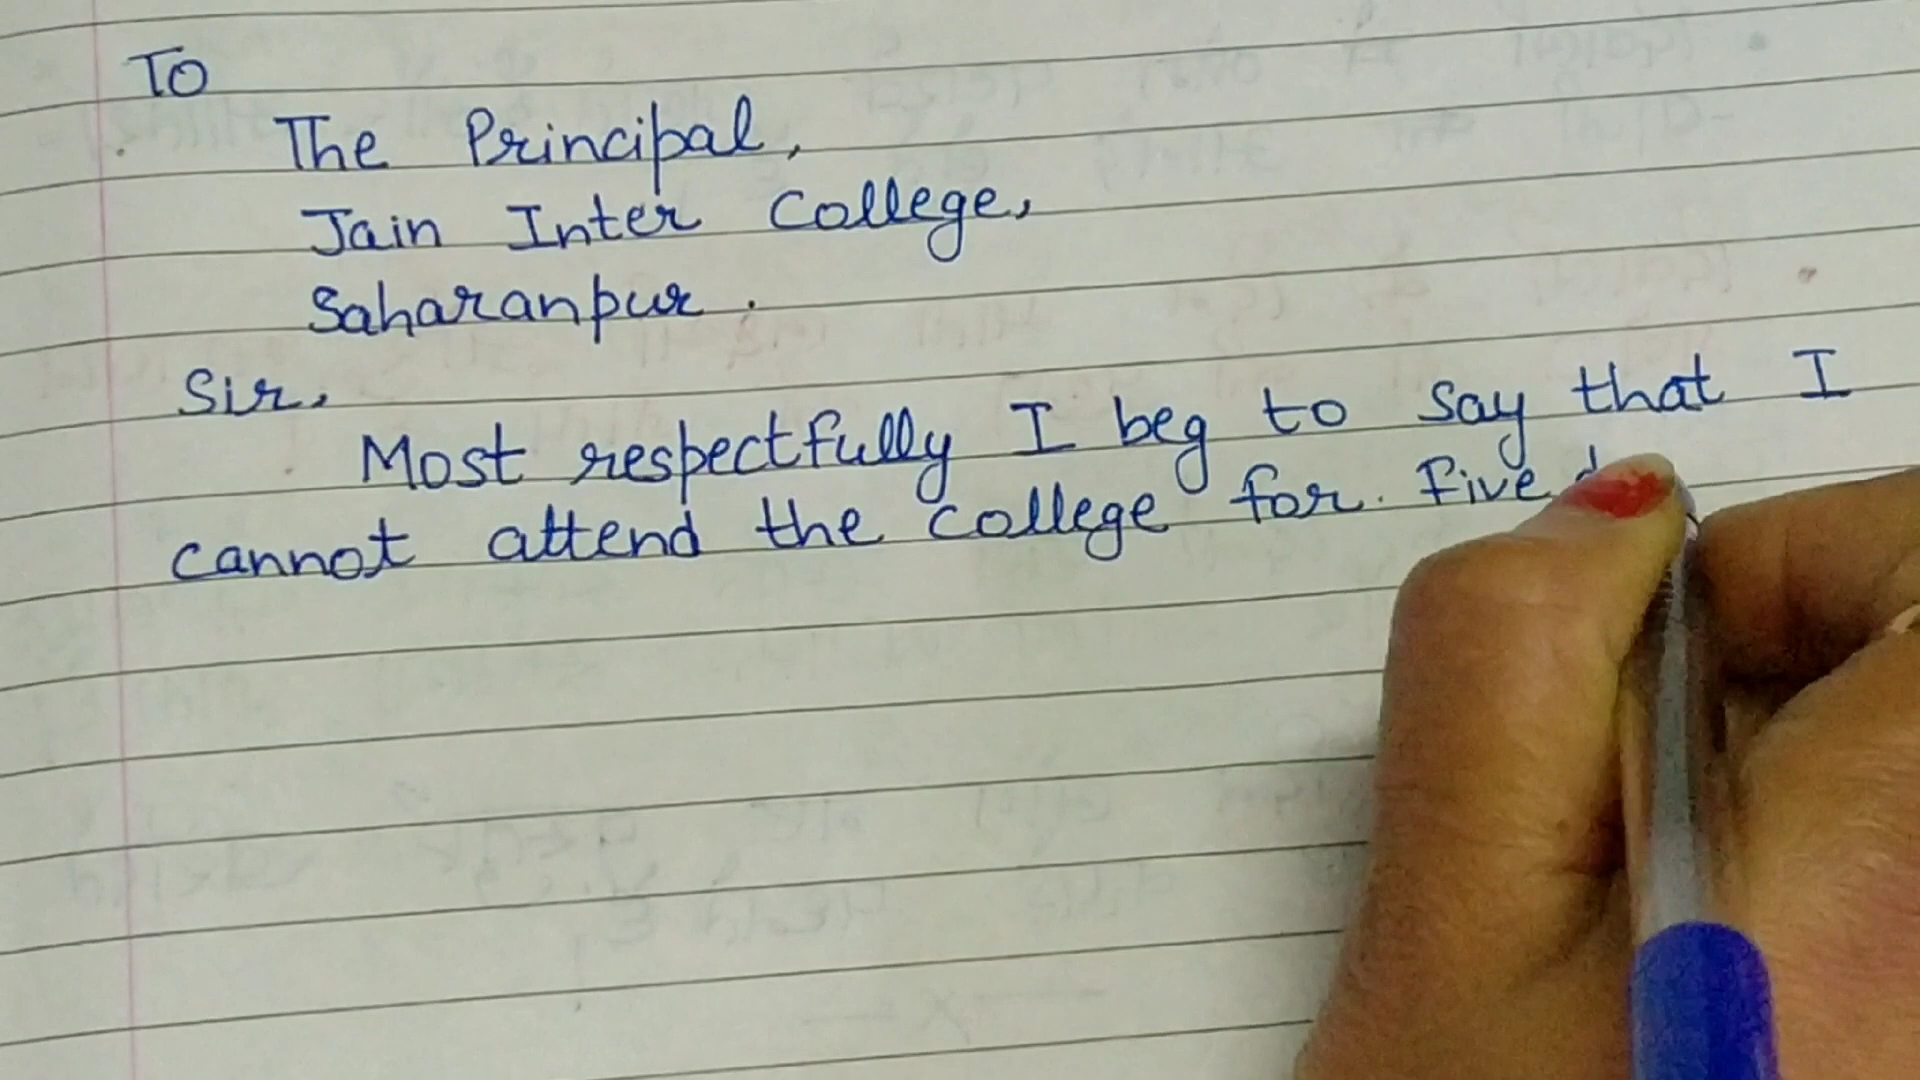 To
The Principal,
Jain Inter College,
Saharanpur.
Sir,
Most respectfully I beg to say that I
cannot attend the college for. Five